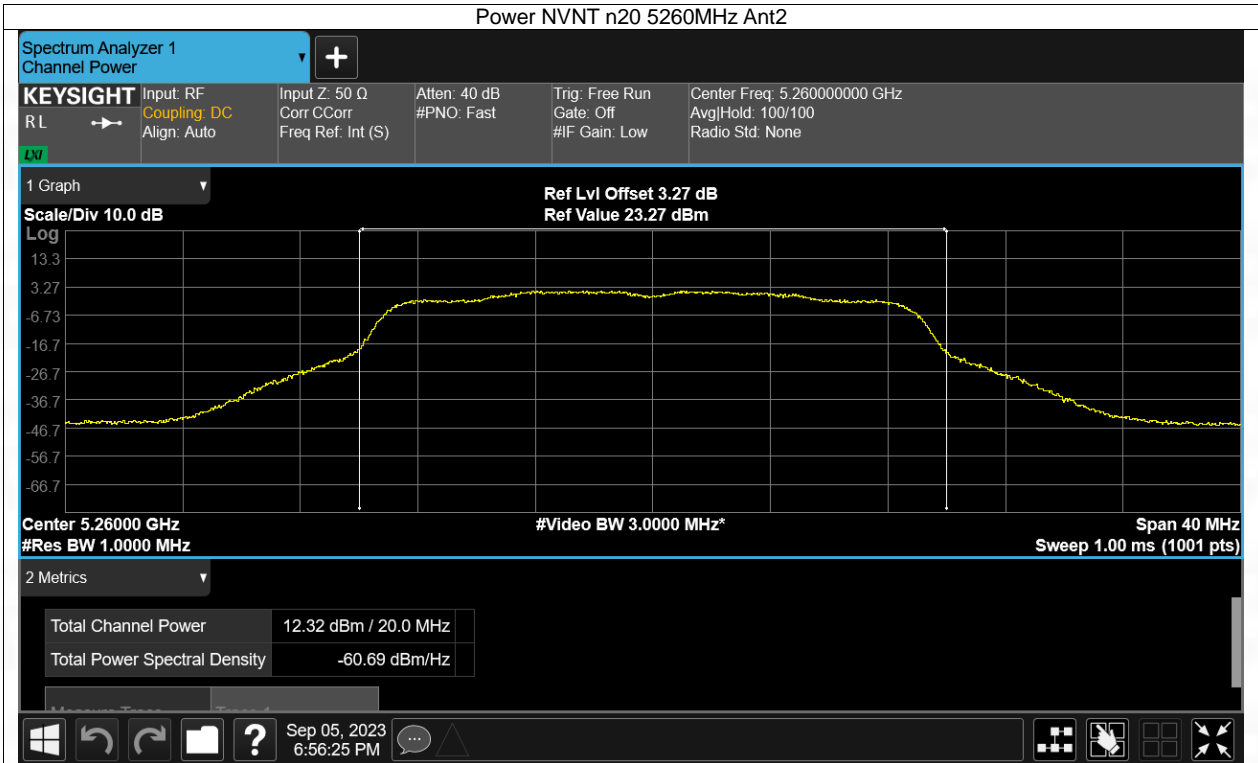 Power NVNT n20 5260MHz Ant2
Spectrum Analyzer 1
Channel Power
+
KEYSIGHT
RL
LXI
Input: RF
Coupling: DC
Align: Auto
Input Z: 50 Ω
Corr CCorr
Freq Ref: Int (S)
Atten: 40 dB
#PNO: Fast
Trig: Free Run
Gate: Off
#IF Gain: Low
Center Freq: 5.260000000 GHz
Avg|Hold: 100/100
Radio Std: None
1 Graph
Scale/Div 10.0 dB
Ref Lvl Offset 3.27 dB
Ref Value 23.27 dBm
Log
13.3
3.27
-6.73
-16.7
-26.7
-36.7
-46.7
-56.7
-66.7
Center 5.26000 GHz
#Res BW 1.0000 MHz
#Video BW 3.0000 MHz*
Span 40 MHz
Sweep 1.00 ms (1001 pts)
2 Metrics
Total Channel Power 12.32 dBm / 20.0 MHz
Total Power Spectral Density -60.69 dBm/Hz
?
Sep 05, 2023
6:56:25 PM